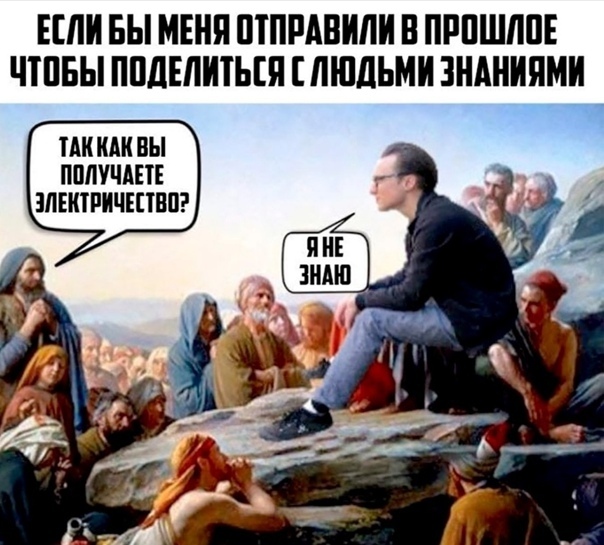 ЕСЛИ БЫ МЕНЯ ОТПРАВИЛИ В ПРОШЛОЕ
ЧТОБЫ ПОДЕЛИТЬСЯ С ЛЮДЬМИ ЗНАНИЯМИ
ТАК КАК ВЫ
ПОЛУЧАЕТЕ
ЭЛЕКТРИЧЕСТВО?
Я НЕ
ЗНАЮ